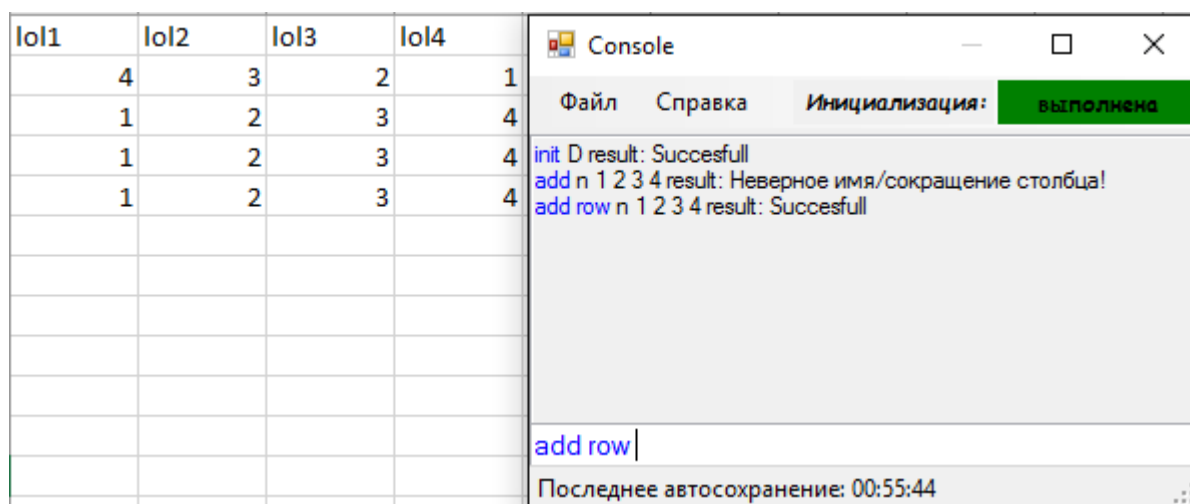 lol1 lol2 lol3 lol4
4 3 2 1
1 2 3 4
1 2 3 4
1 2 3 4
Console
Файл Справка Инициализация: выполнена
init D result: Succesfull
add n 1 2 3 4 result: Неверное имя/сокращение столбца!
add row n 1 2 3 4 result: Succesfull
add row
Последнее автосохранение: 00:55:44